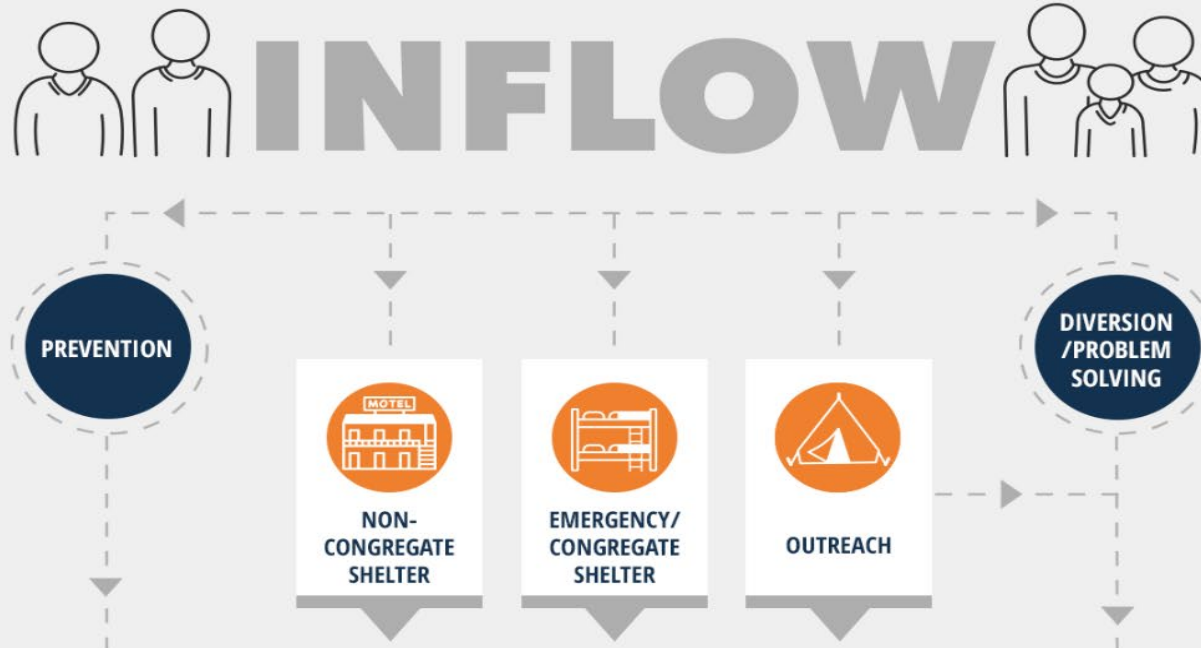 INFLOW
PREVENTION
DIVERSION
/PROBLEM
SOLVING
MOTEL
NON-
CONGREGATE
SHELTER
EMERGENCY/
CONGREGATE
SHELTER
OUTREACH